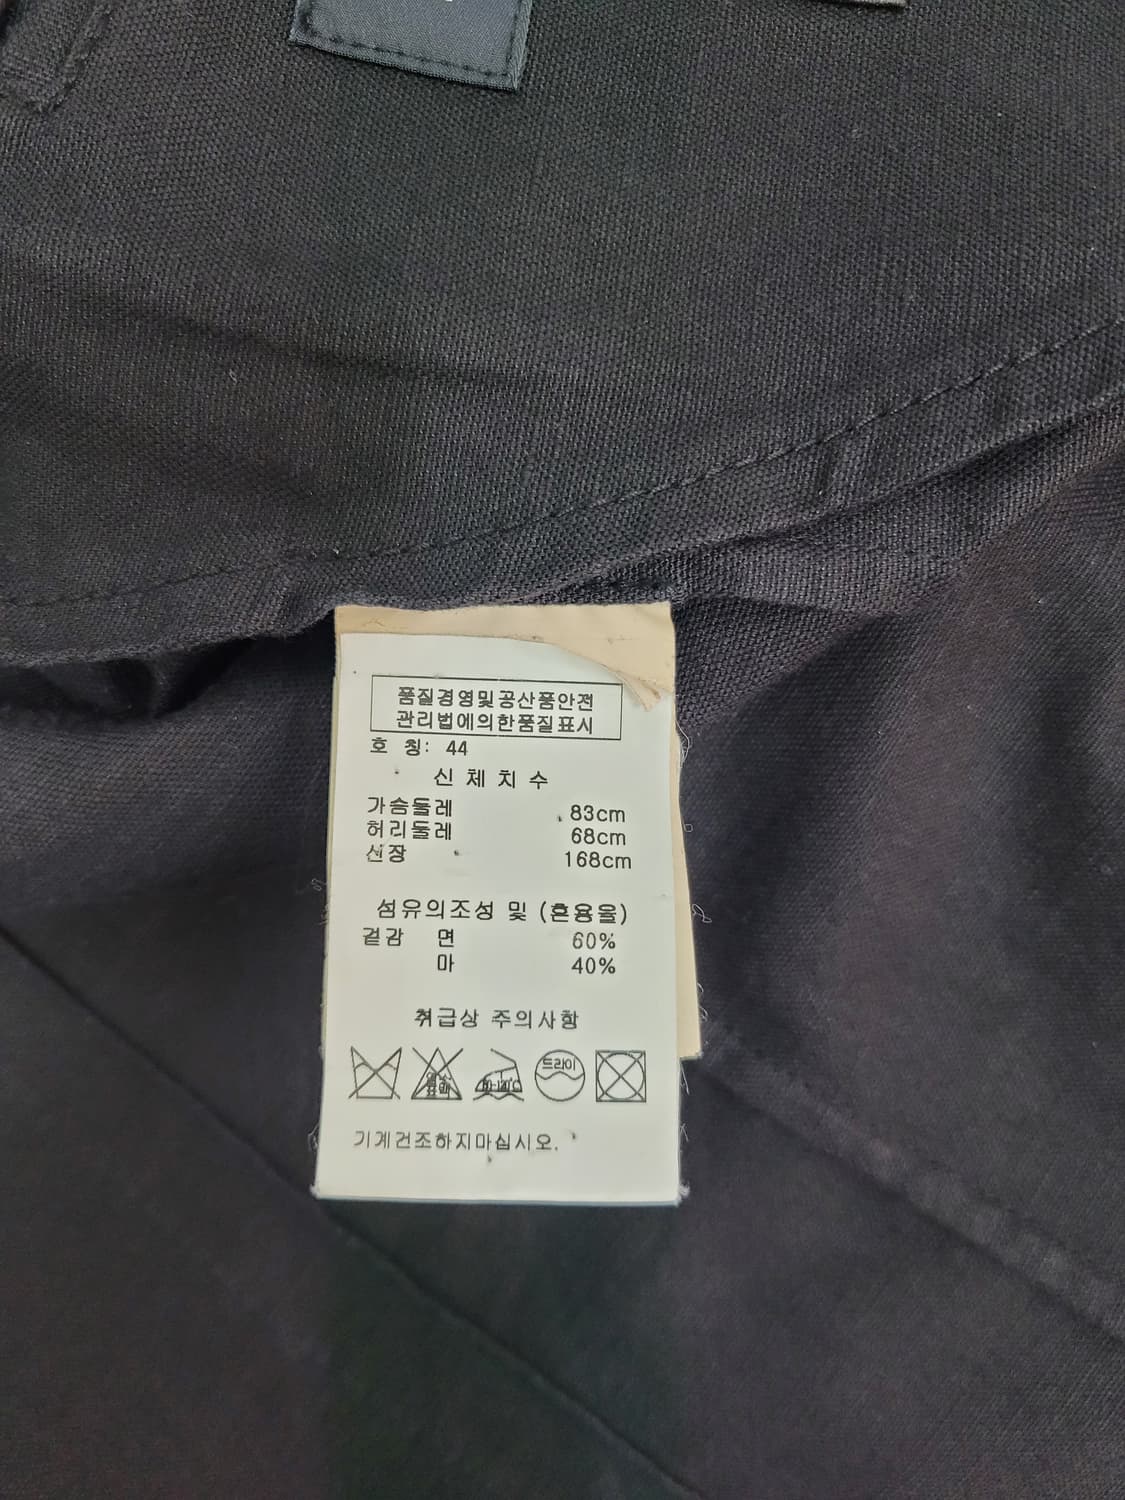 품질경영및공산품안전
관리법에의한품질표시
호 칭: 44
신 체 치 수
가슴둘레 83cm
허리둘레 68cm
신장 168cm
섬유의조성 및 (혼용율)
겉감 면 60%
마 40%
취급상 주의사항
드라이
기계건조하지마십시오.